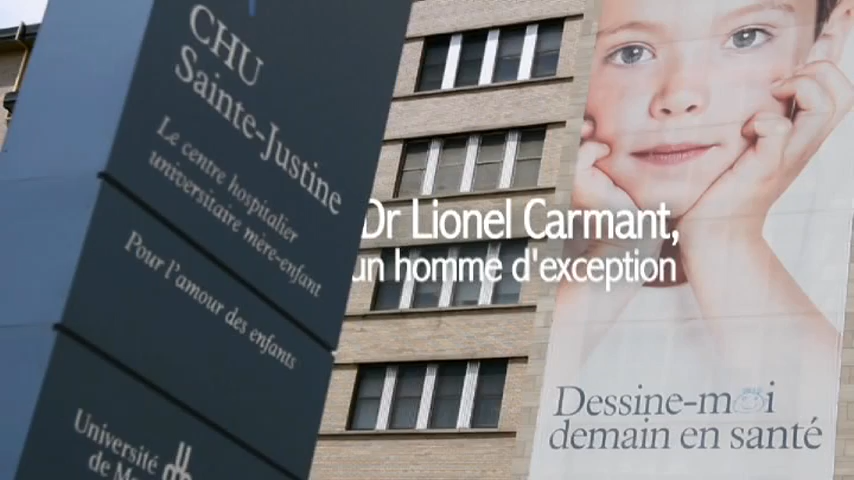 CHU
Sainte-Justine
Le centre hospitalier
universitaire mère-enfant
Pour l'amour des enfants
Université
de
Dr Lionel Carmant,
un homme d'exception
Dessine-moi
demain en santé